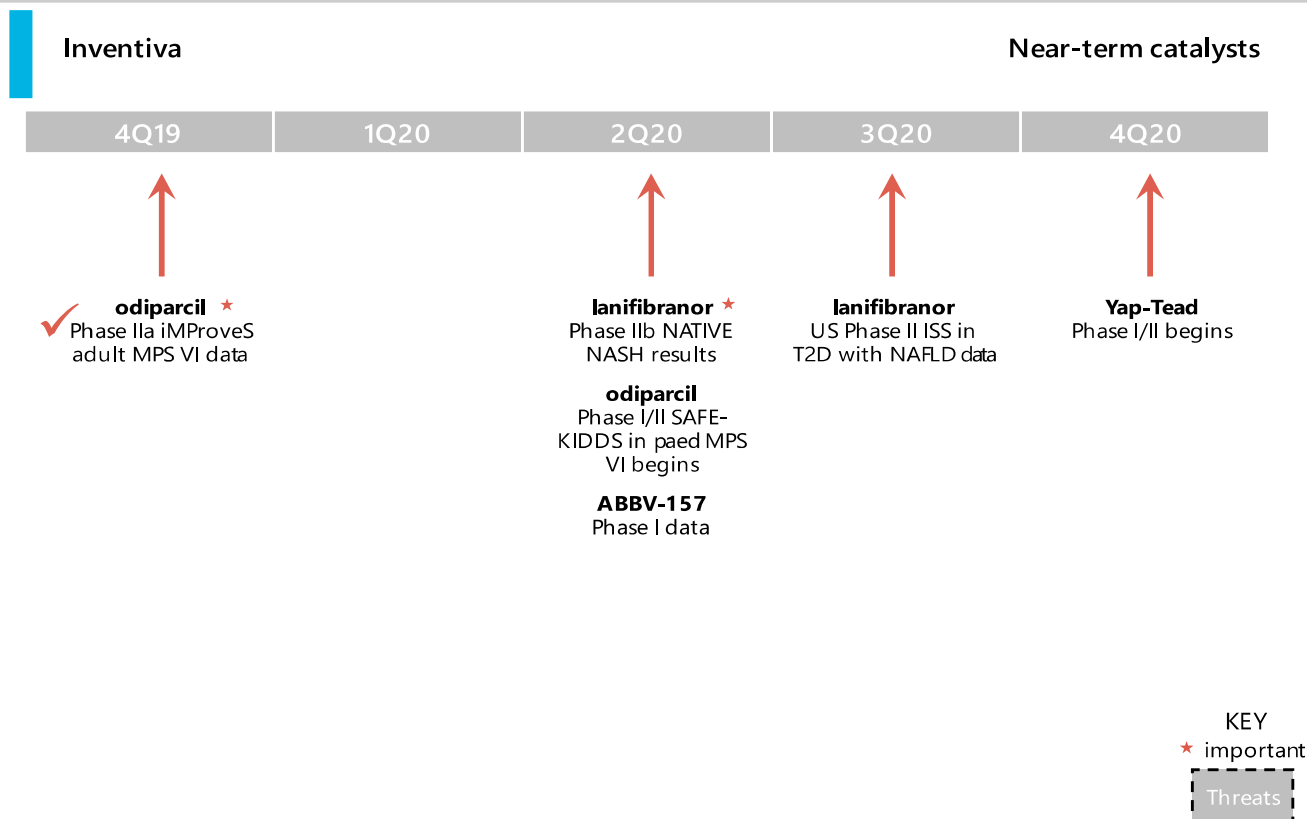 Inventiva
Near-term catalysts
4Q19
1Q20
2Q20
3Q20
4Q20
odiparcil
Phase IIa iMProveS
adult MPS VI data
lanifibranor
Phase IIb NATIVE
NASH results
odiparcil
Phase I/II SAFE-
KIDDS in paed MPS
VI begins
ABBV-157
Phase I data
lanifibranor
US Phase II ISS in
T2D with NAFLD data
Yap-Tead
Phase I/II begins
KEY
important
Threats